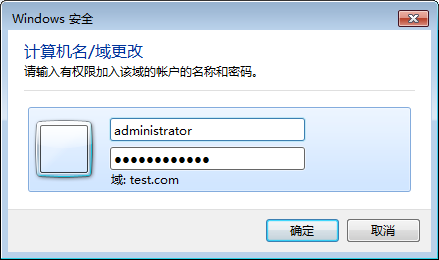 Windows 安全
计算机名/域更改
请输入有权限加入该域的帐户的名称和密码。
administrator
●●●●●●●●●●●●
域: test.com
确定
取消